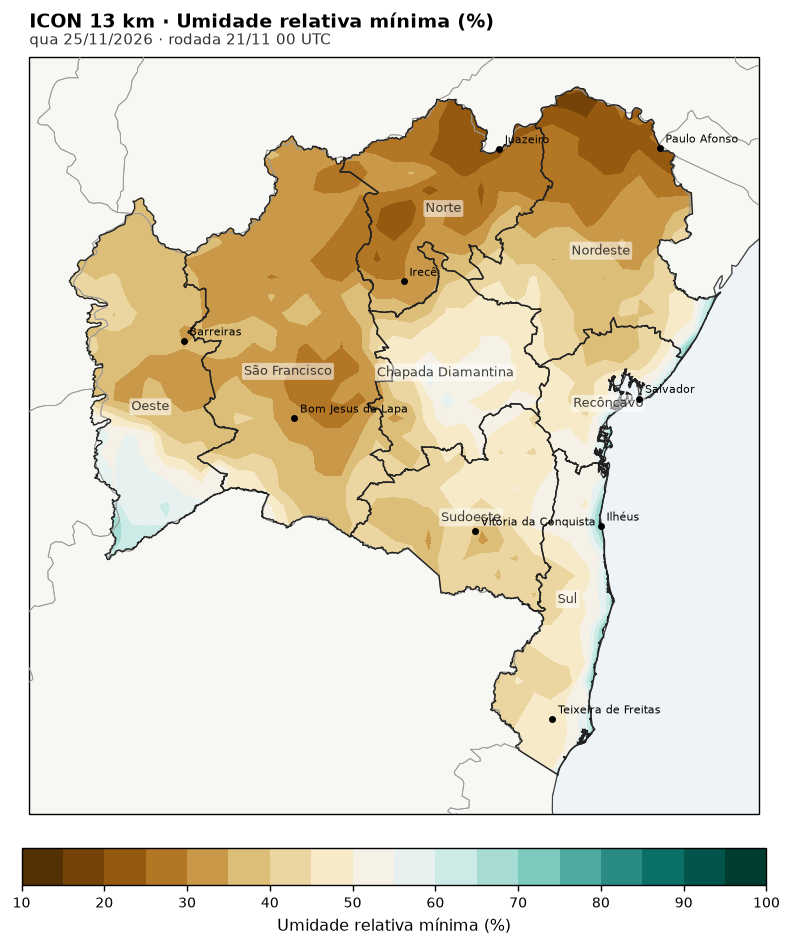 ICON 13 km · Umidade relativa mínima (%)
qua 25/11/2026 · rodada 21/11 00 UTC
Juazeiro
Paulo Afonso
Norte
Nordeste
Irecê
Barreiras
São Francisco
Chapada Diamantina
Salvador
Oeste
Recôncavo
Bom Jesus da Lapa
Sudoeste
Vitória da Conquista
Ilhéus
Sul
Teixeira de Freitas
10 20 30 40 50 60 70 80 90 100
Umidade relativa mínima (%)